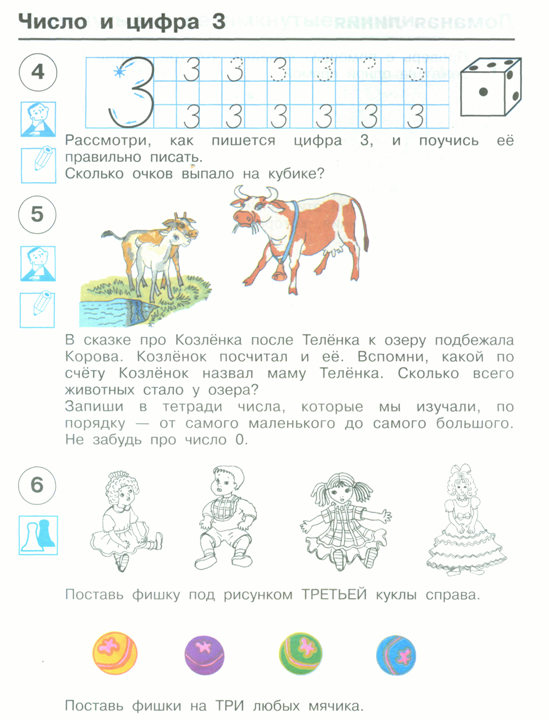 Число и цифра 3
4
3 3 3 3 3 3 3
3 3 3 3 3 3
Рассмотри, как пишется цифра 3, и поучись её
правильно писать.
Сколько очков выпало на кубике?
5
В сказке про Козлёнка после Телёнка к озеру подбежала
Корова. Козлёнок посчитал и её. Вспомни, какой по
счёту Козлёнок назвал маму Телёнка. Сколько всего
животных стало у озера?
Запиши в тетради числа, которые мы изучали, по
порядку — от самого маленького до самого большого.
Не забудь про число 0.
6
Поставь фишку под рисунком ТРЕТЬЕЙ куклы справа.
Поставь фишки на ТРИ любых мячика.